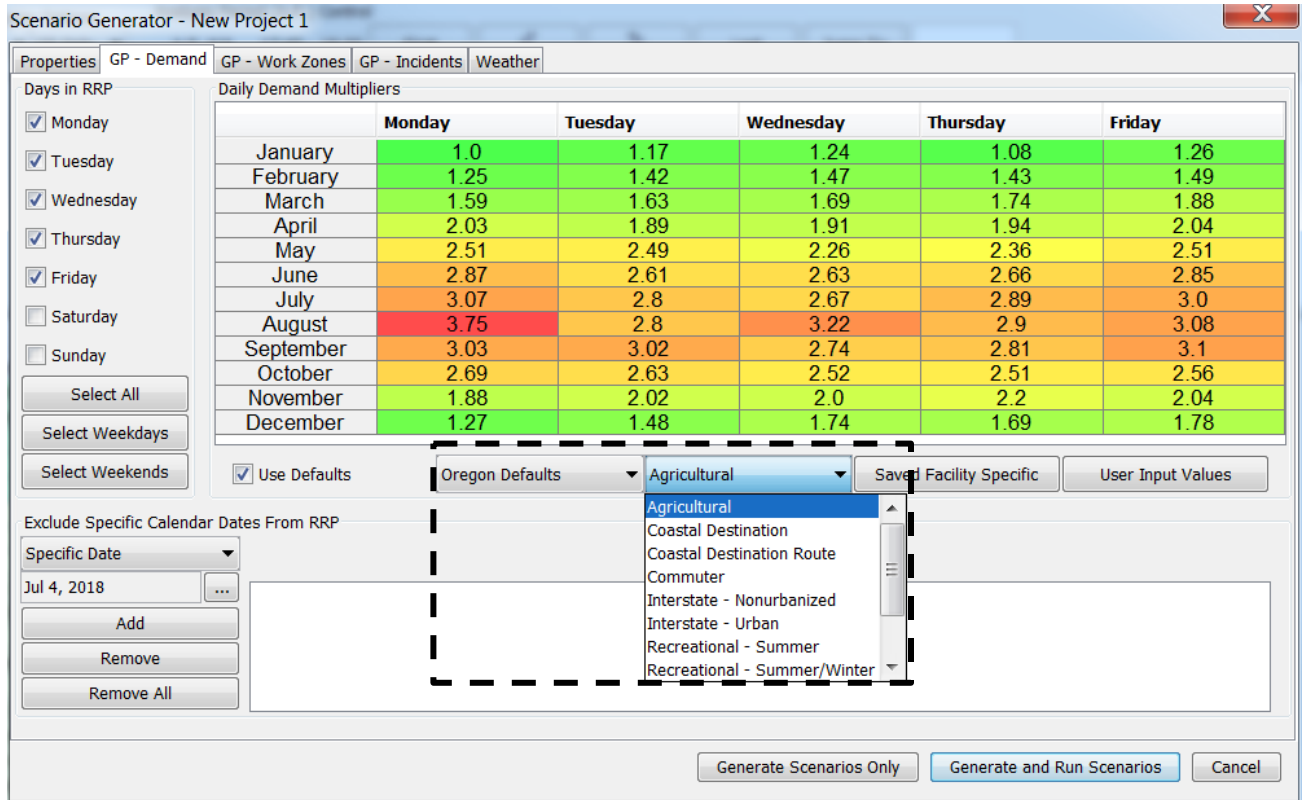 Scenario Generator - New Project 1
X
Properties GP - Demand GP - Work Zones GP - Incidents Weather
Days in RRP
Monday
Tuesday
Wednesday
Thursday
Friday
Saturday
Sunday
Select All
Select Weekdays
Select Weekends
Daily Demand Multipliers
Monday Tuesday Wednesday Thursday Friday
January 1.0 1.17 1.24 1.08 1.26
February 1.25 1.42 1.47 1.43 1.49
March 1.59 1.63 1.69 1.74 1.88
April 2.03 1.89 1.91 1.94 2.04
May 2.51 2.49 2.26 2.36 2.51
June 2.87 2.61 2.63 2.66 2.85
July 3.07 2.8 2.67 2.89 3.0
August 3.75 2.8 3.22 2.9 3.08
September 3.03 3.02 2.74 2.81 3.1
October 2.69 2.63 2.52 2.51 2.56
November 1.88 2.02 2.0 2.2 2.04
December 1.27 1.48 1.74 1.69 1.78
Use Defaults Oregon Defaults Agricultural Saved Facility Specific User Input Values
Agricultural
Coastal Destination
Coastal Destination Route
Commuter
Interstate - Nonurbanized
Interstate - Urban
Recreational - Summer
Recreational - Summer/Winter
Exclude Specific Calendar Dates From RRP
Specific Date
Jul 4, 2018 ...
Add
Remove
Remove All
Generate Scenarios Only Generate and Run Scenarios Cancel